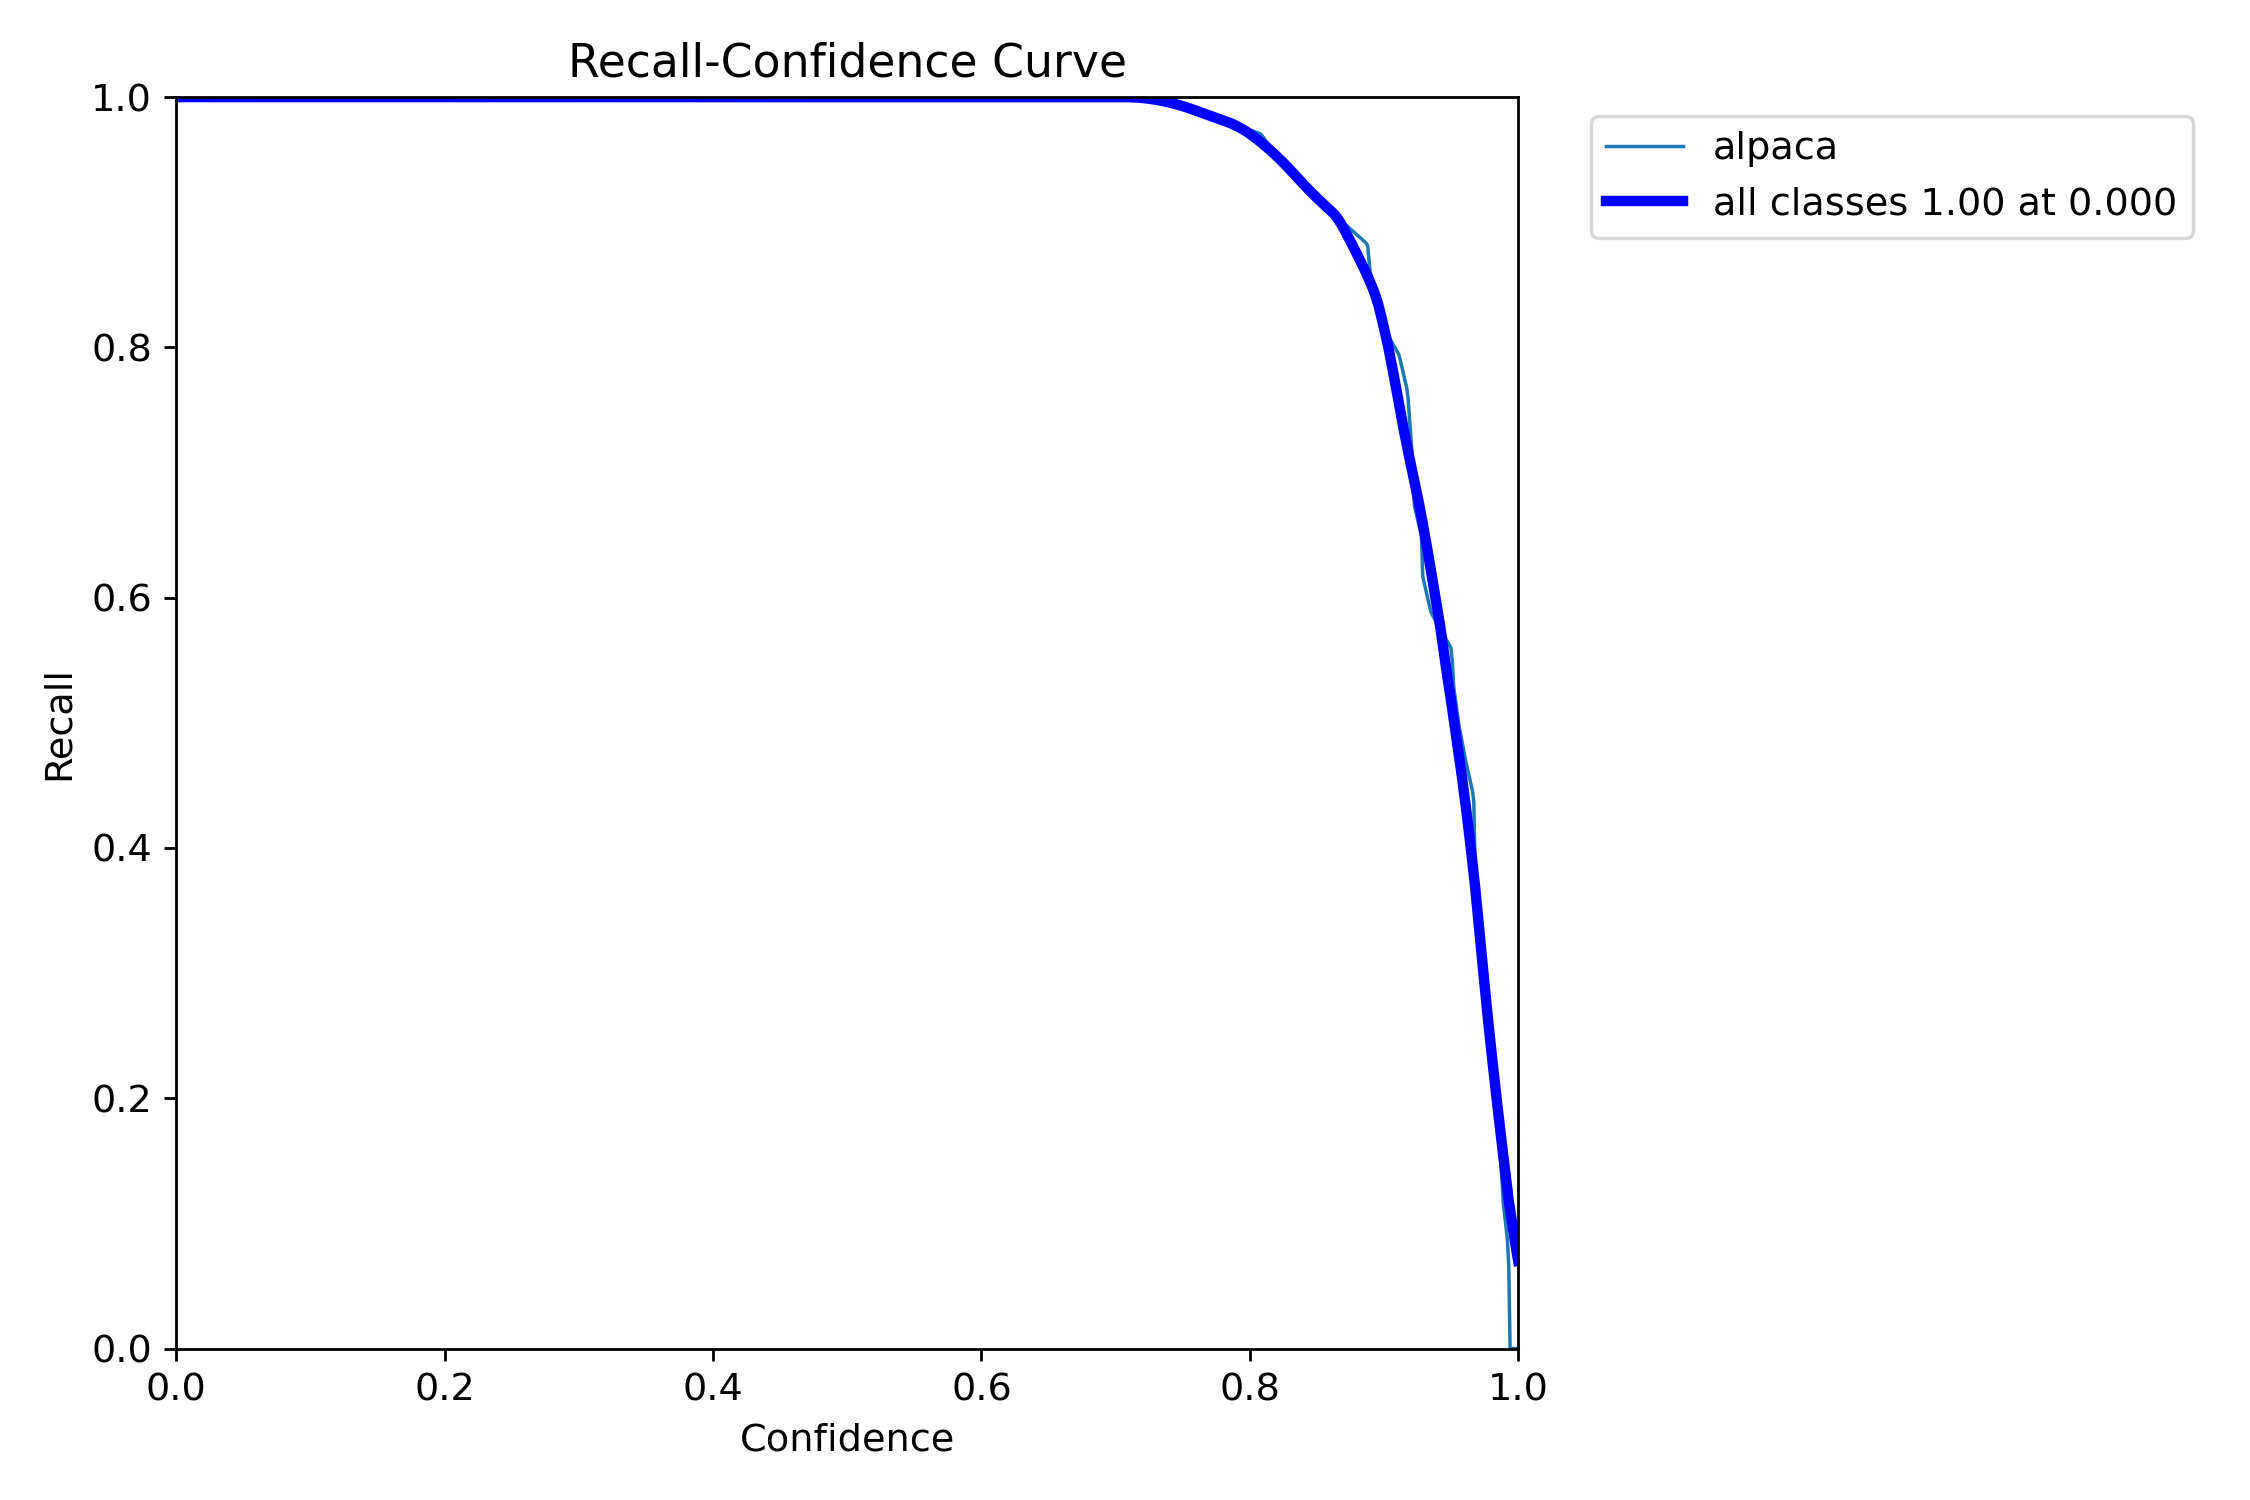 Recall-Confidence Curve
1.0
0.8
0.6
0.4
0.2
0.0
Recall
0.0 0.2 0.4 0.6 0.8 1.0
Confidence
alpaca
all classes 1.00 at 0.000